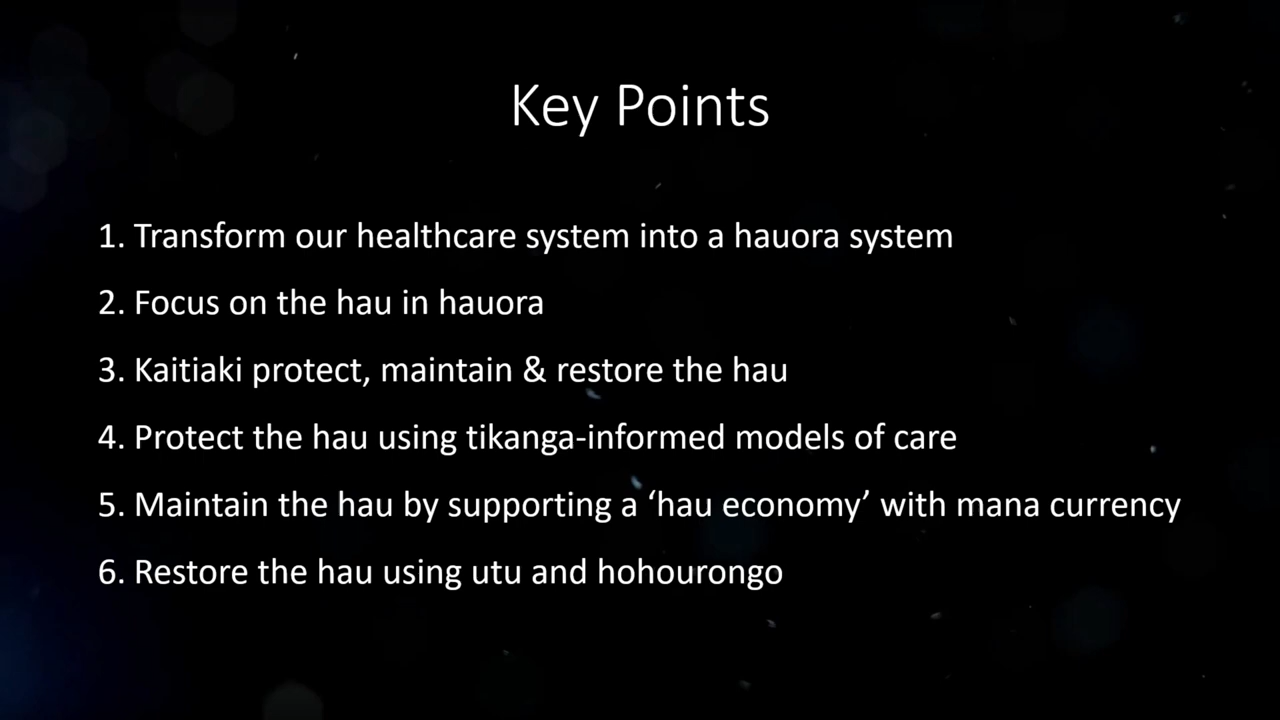 Key Points
1. Transform our healthcare system into a hauora system
2. Focus on the hau in hauora
3. Kaitiaki protect, maintain & restore the hau
4. Protect the hau using tikanga-informed models of care
5. Maintain the hau by supporting a ‘hau economy’ with mana currency
6. Restore the hau using utu and hohourongo